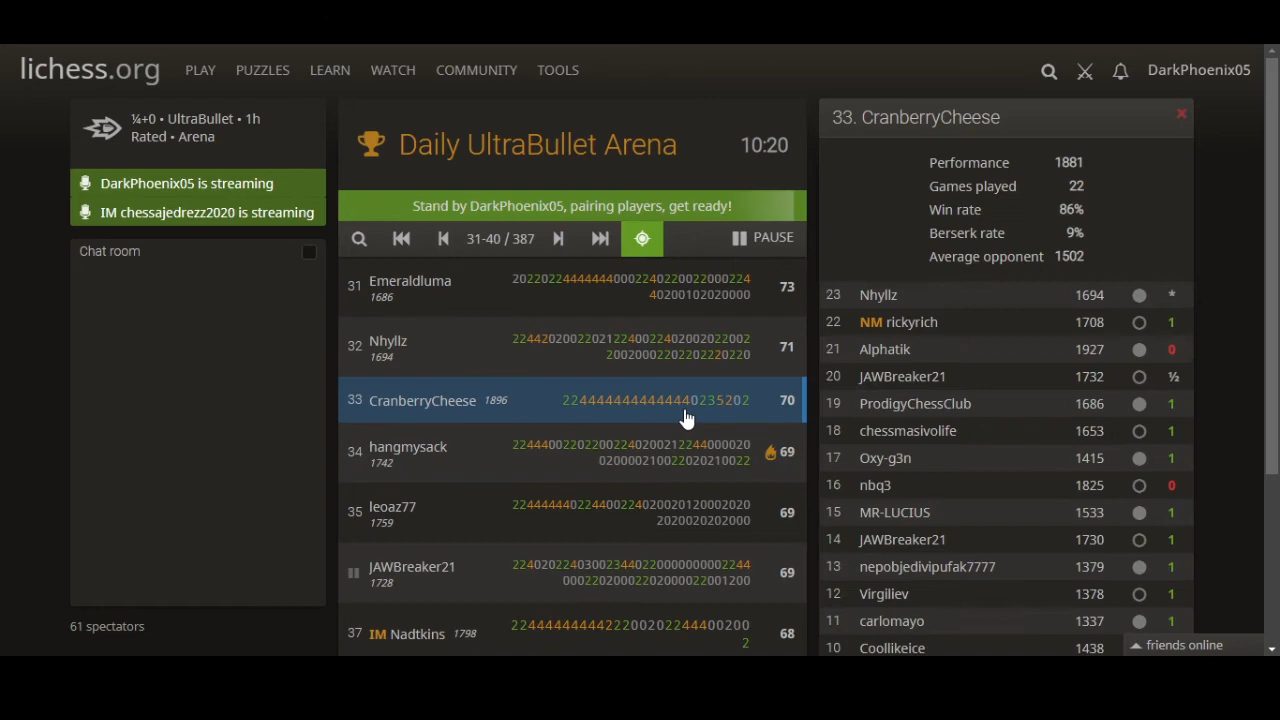 lichess.org PLAY PUZZLES LEARN WATCH COMMUNITY TOOLS DarkPhoenix05
¼+0 • UltraBullet • 1h
Rated • Arena
DarkPhoenix05 is streaming
IM chessajedrezz2020 is streaming
Chat room
61 spectators
Daily UltraBullet Arena 10:20
Stand by DarkPhoenix05, pairing players, get ready!
31-40 / 387 PAUSE
31 Emeraldluma 73
1686
32 Nhyllz 71
1694
33 CranberryCheese 1896 2244444444444440235202 70
34 hangmysack 69
1742
35 leoaz77 69
1759
JAWBreaker21 69
1728
37 IM Nadtkins 1798 68
2
33. CranberryCheese
Performance 1881
Games played 22
Win rate 86%
Berserk rate 9%
Average opponent 1502
23 Nhyllz 1694 *
22 NM rickyrich 1708 1
21 Alphatik 1927 0
20 JAWBreaker21 1732 ½
19 ProdigyChessClub 1686 1
18 chessmasivolife 1653 1
17 Oxy-g3n 1415 1
16 nbq3 1825 0
15 MR-LUCIUS 1533 1
14 JAWBreaker21 1730 1
13 nepobjedivipufak7777 1379 1
12 Virgiliev 1378 1
11 carlomayo 1337 1
10 Coollikeice 1438 1
friends online